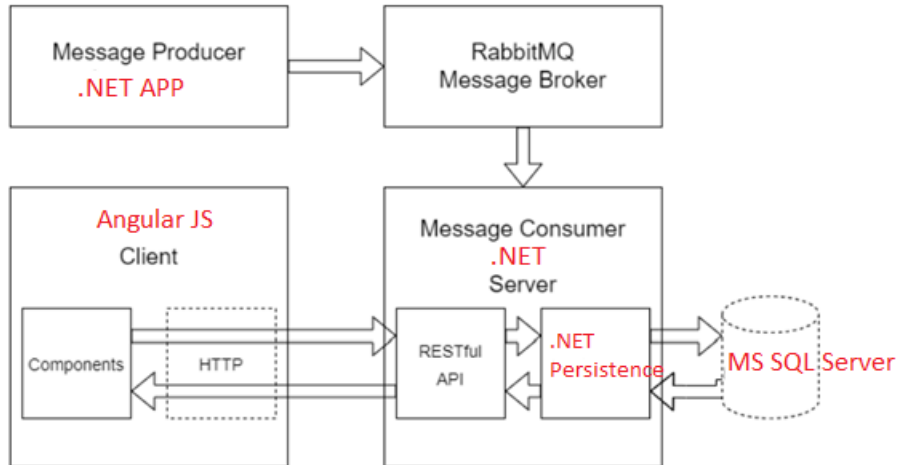 Message Producer
.NET APP
RabbitMQ
Message Broker
Angular JS
Client
Message Consumer
.NET
Server
Components
HTTP
RESTful
API
.NET
Persistence
MS SQL Server